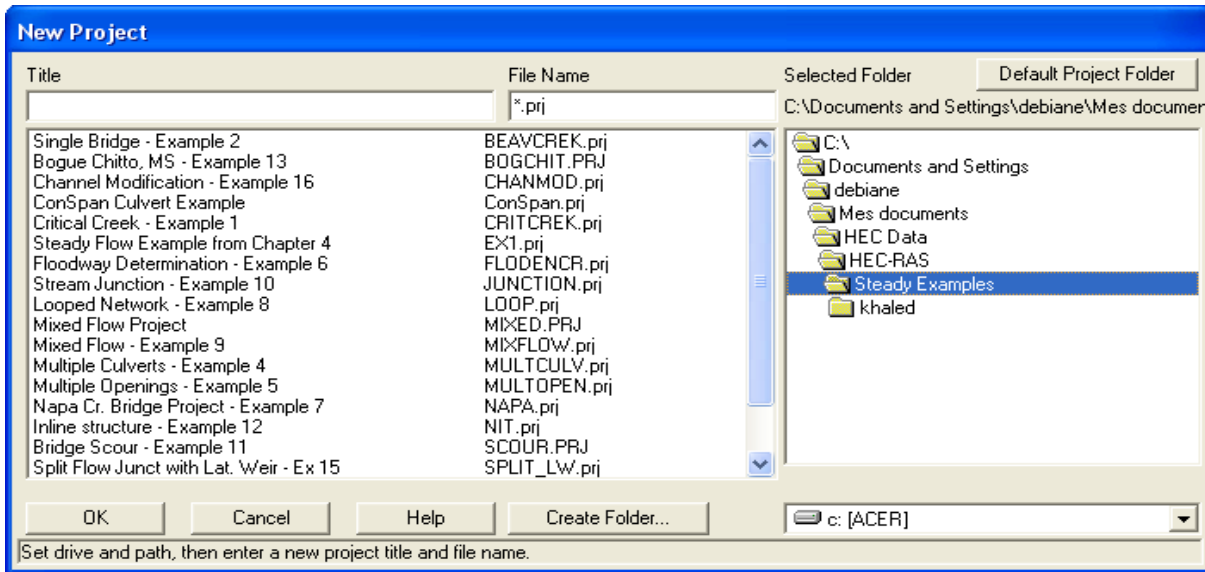 New Project
Title File Name Selected Folder Default Project Folder
*.prj C:\Documents and Settings\debiane\Mes documen
Single Bridge - Example 2 BEAVCREK.prj
Bogue Chitto, MS - Example 13 BOGCHIT.PRJ
Channel Modification - Example 16 CHANMOD.prj
ConSpan Culvert Example ConSpan.prj
Critical Creek - Example 1 CRITCREK.prj
Steady Flow Example from Chapter 4 EX1.prj
Floodway Determination - Example 6 FLODENCR.prj
Stream Junction - Example 10 JUNCTION.prj
Looped Network - Example 8 LOOP.prj
Mixed Flow Project MIXED.PRJ
Mixed Flow - Example 9 MIXFLOW.prj
Multiple Culverts - Example 4 MULTCULV.prj
Multiple Openings - Example 5 MULTOPEN.prj
Napa Cr. Bridge Project - Example 7 NAPA.prj
Inline structure - Example 12 NIT.prj
Bridge Scour - Example 11 SCOUR.PRJ
Split Flow Junct with Lat. Weir - Ex 15 SPLIT_LW.prj
C:\
Documents and Settings
debiane
Mes documents
HEC Data
HEC-RAS
Steady Examples
khaled
OK Cancel Help Create Folder... c: [ACER]
Set drive and path, then enter a new project title and file name.